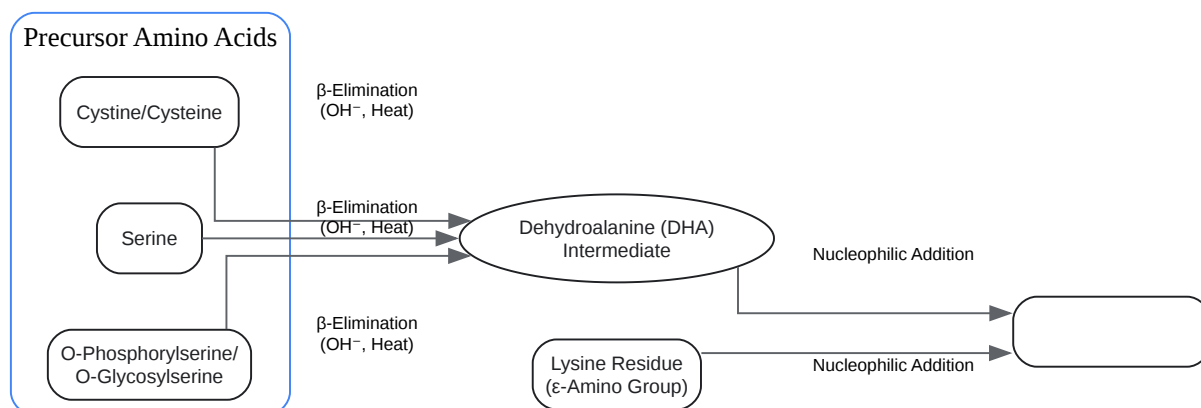 Precursor Amino Acids
Cystine/Cysteine
β-Elimination
(OH⁻, Heat)
Serine
β-Elimination
(OH⁻, Heat)
Dehydroalanine (DHA)
Intermediate
Nucleophilic Addition
O-Phosphorylserine/
O-Glycosylserine
β-Elimination
(OH⁻, Heat)
Lysine Residue
(ε-Amino Group)
Nucleophilic Addition